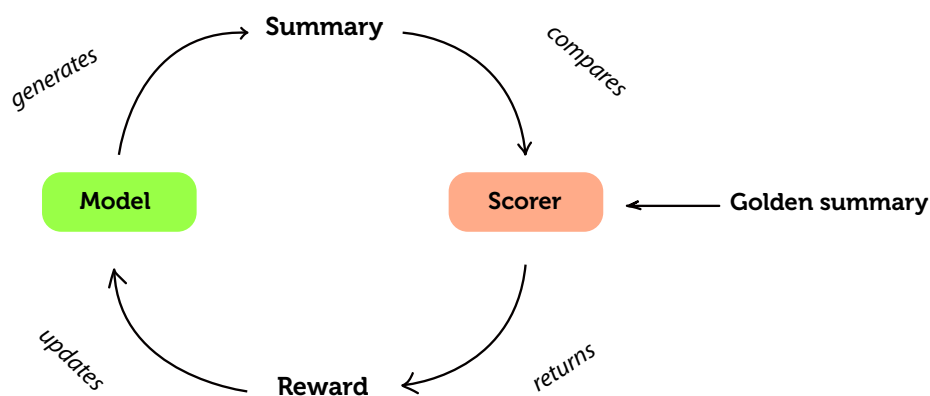 Summary
generates
compares
Model
Scorer
Golden summary
updates
returns
Reward